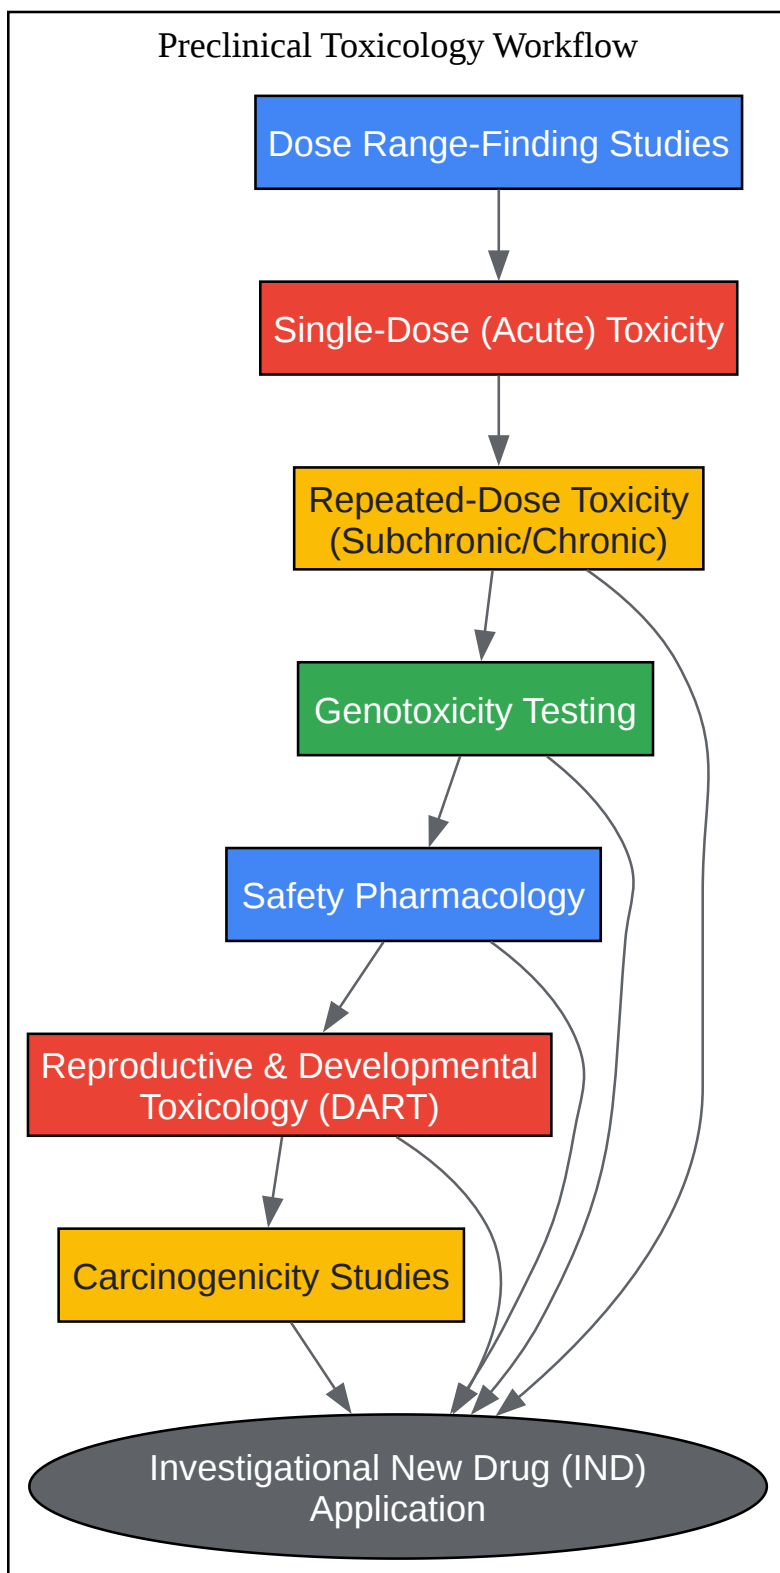 Preclinical Toxicology Workflow
Dose Range-Finding Studies
Single-Dose (Acute) Toxicity
Repeated-Dose Toxicity
(Subchronic/Chronic)
Genotoxicity Testing
Safety Pharmacology
Reproductive & Developmental
Toxicology (DART)
Carcinogenicity Studies
Investigational New Drug (IND)
Application